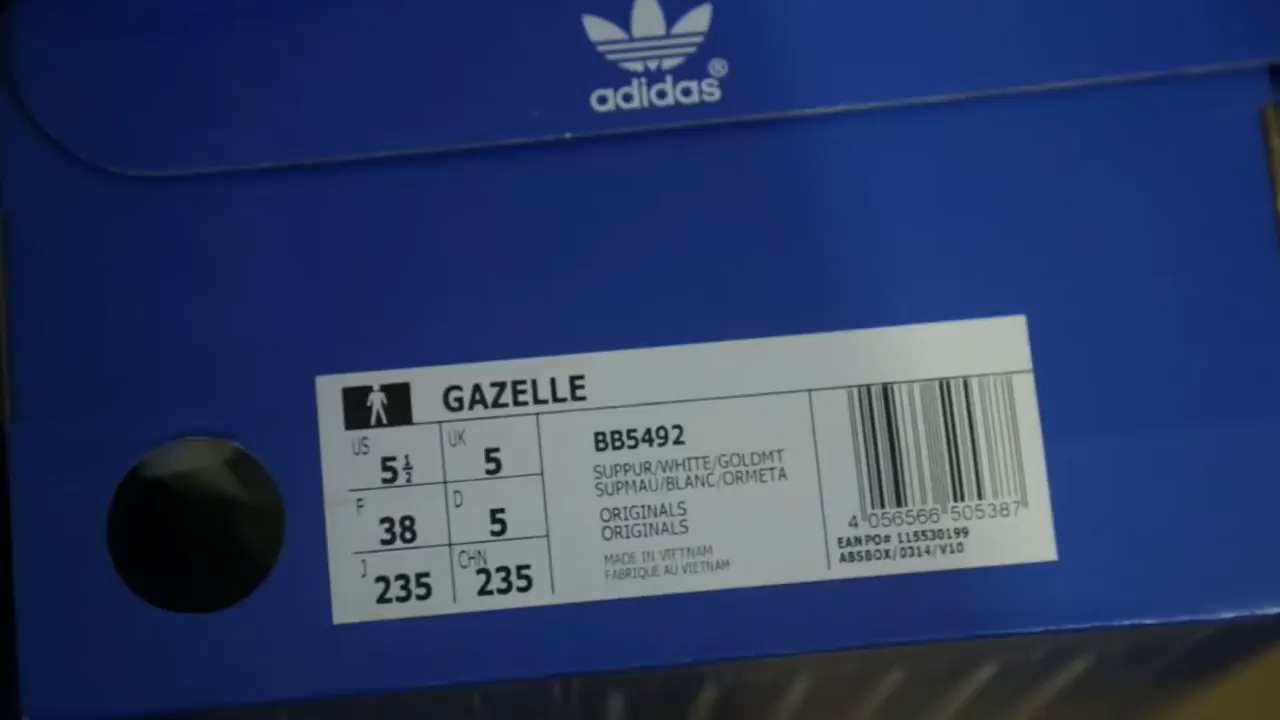 adidas®
GAZELLE
US 5½ UK 5
F 38 D 5
J 235 CHN 235
BB5492
SUPPUR/WHITE/GOLDMT
SUPMAU/BLANC/ORMETA
ORIGINALS
ORIGINALS
MADE IN VIETNAM
FABRIQUE AU VIETNAM
4 056566 505387
EAN PO# 115530199
ABSBOX/0314/V10